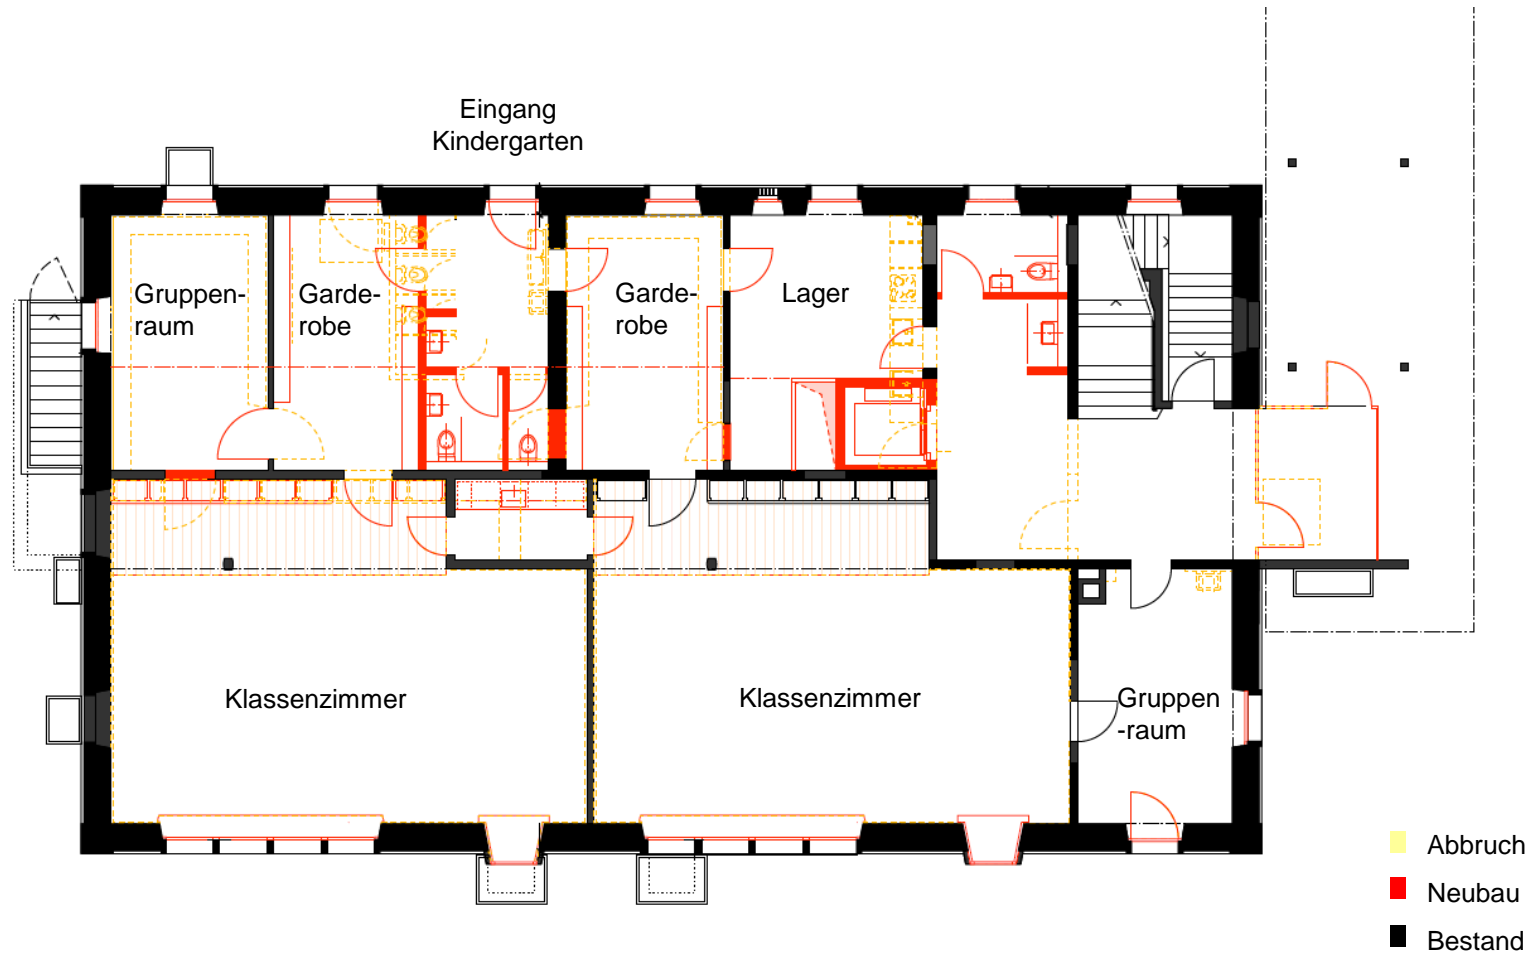 Eingang
Kindergarten
Gruppen-
raum
Garde-
robe
Garde-
robe
Lager
Klassenzimmer
Klassenzimmer
Gruppen
-raum
Abbruch
Neubau
Bestand